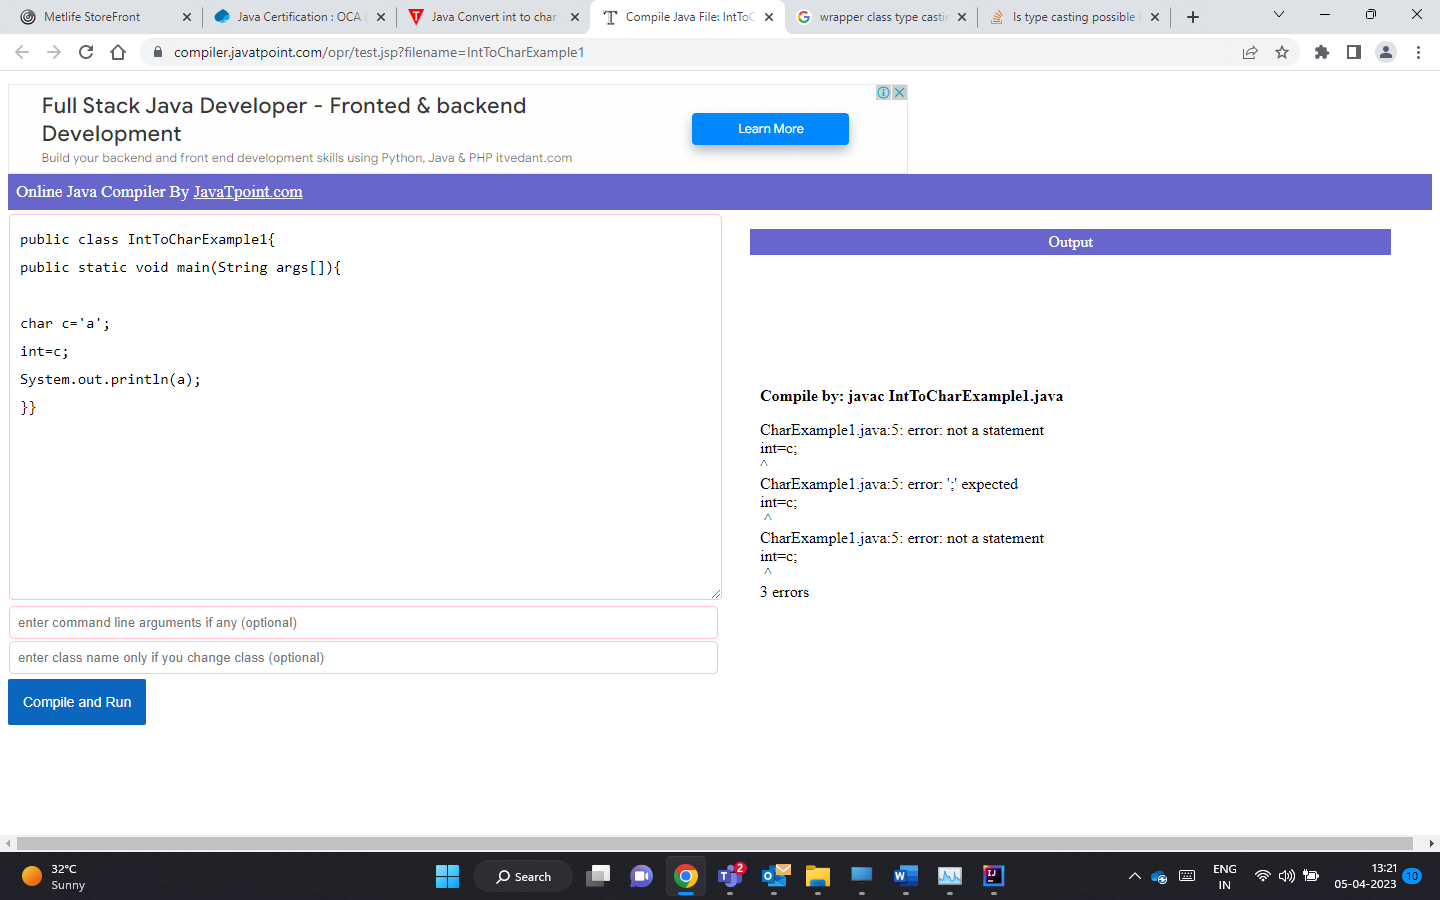 Metlife StoreFront
Java Certification : OCA
Java Convert int to char
Compile Java File: IntToC
wrapper class type casti
Is type casting possible
compiler.javatpoint.com/opr/test.jsp?filename=IntToCharExample1
Full Stack Java Developer - Fronted & backend
Development
Build your backend and front end development skills using Python, Java & PHP itvedant.com
Learn More
Online Java Compiler By JavaTpoint.com
public class IntToCharExample1{
public static void main(String args[]){
char c='a';
int=c;
System.out.println(a);
}}
Output
Compile by: javac IntToCharExample1.java
CharExample1.java:5: error: not a statement
int=c;
^
CharExample1.java:5: error: ';' expected
int=c;
^
CharExample1.java:5: error: not a statement
int=c;
^
3 errors
enter command line arguments if any (optional)
enter class name only if you change class (optional)
Compile and Run
32°C
Sunny
Search
2
ENG
IN
13:21
05-04-2023
10